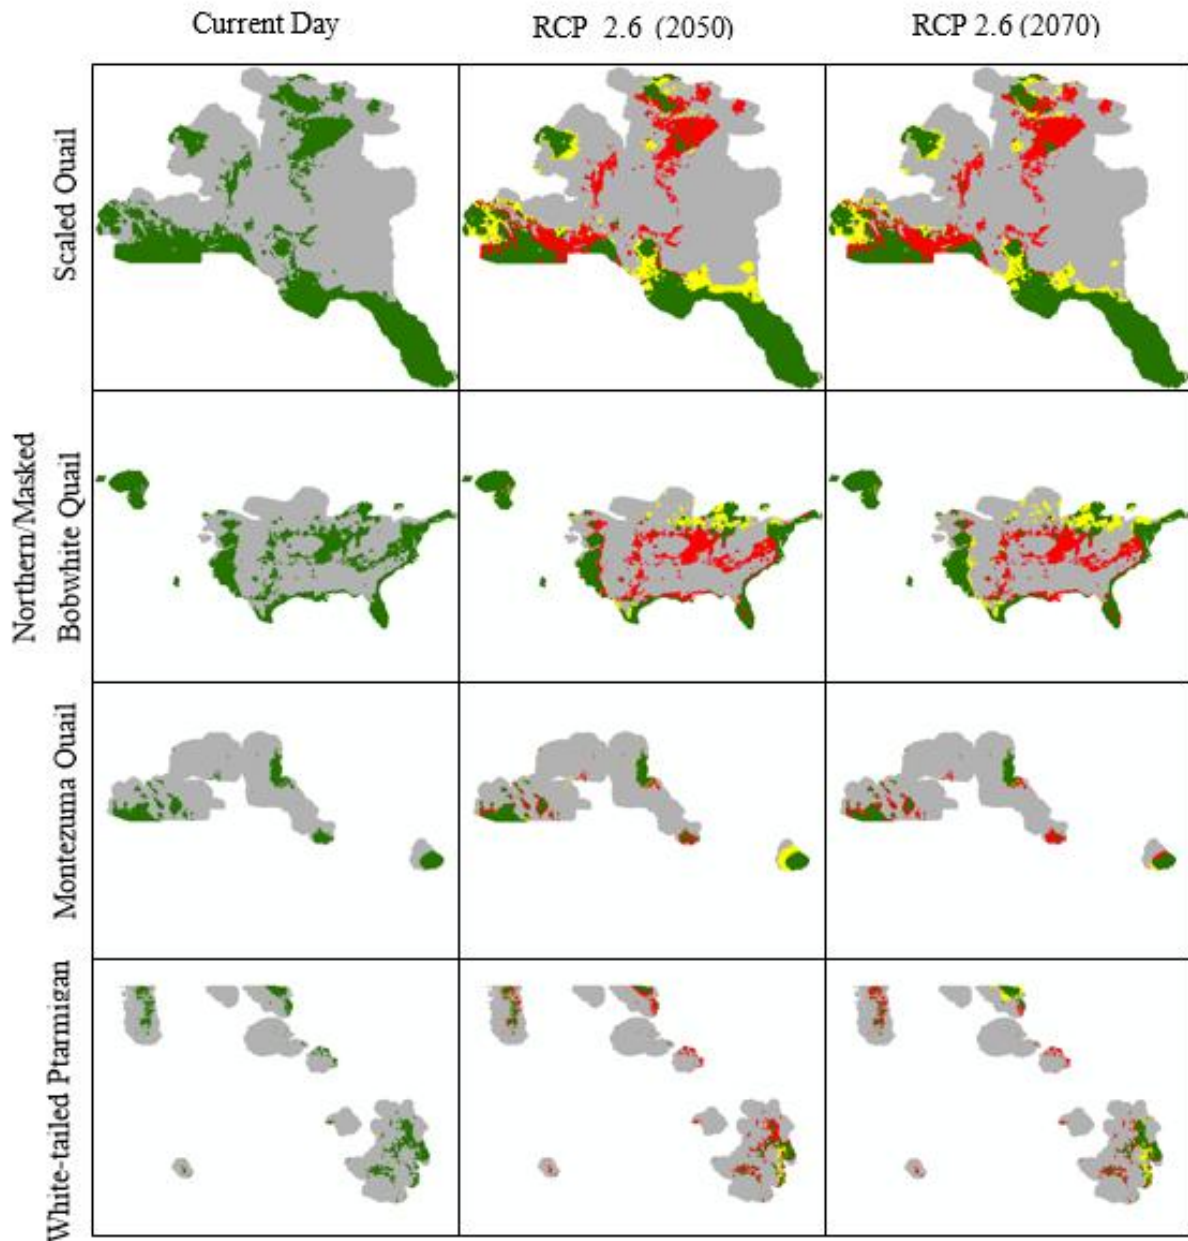 Current Day
RCP 2.6 (2050)
RCP 2.6 (2070)
Scaled Quail
Northern/Masked
Bobwhite Quail
Montezuma Quail
White-tailed Ptarmigan